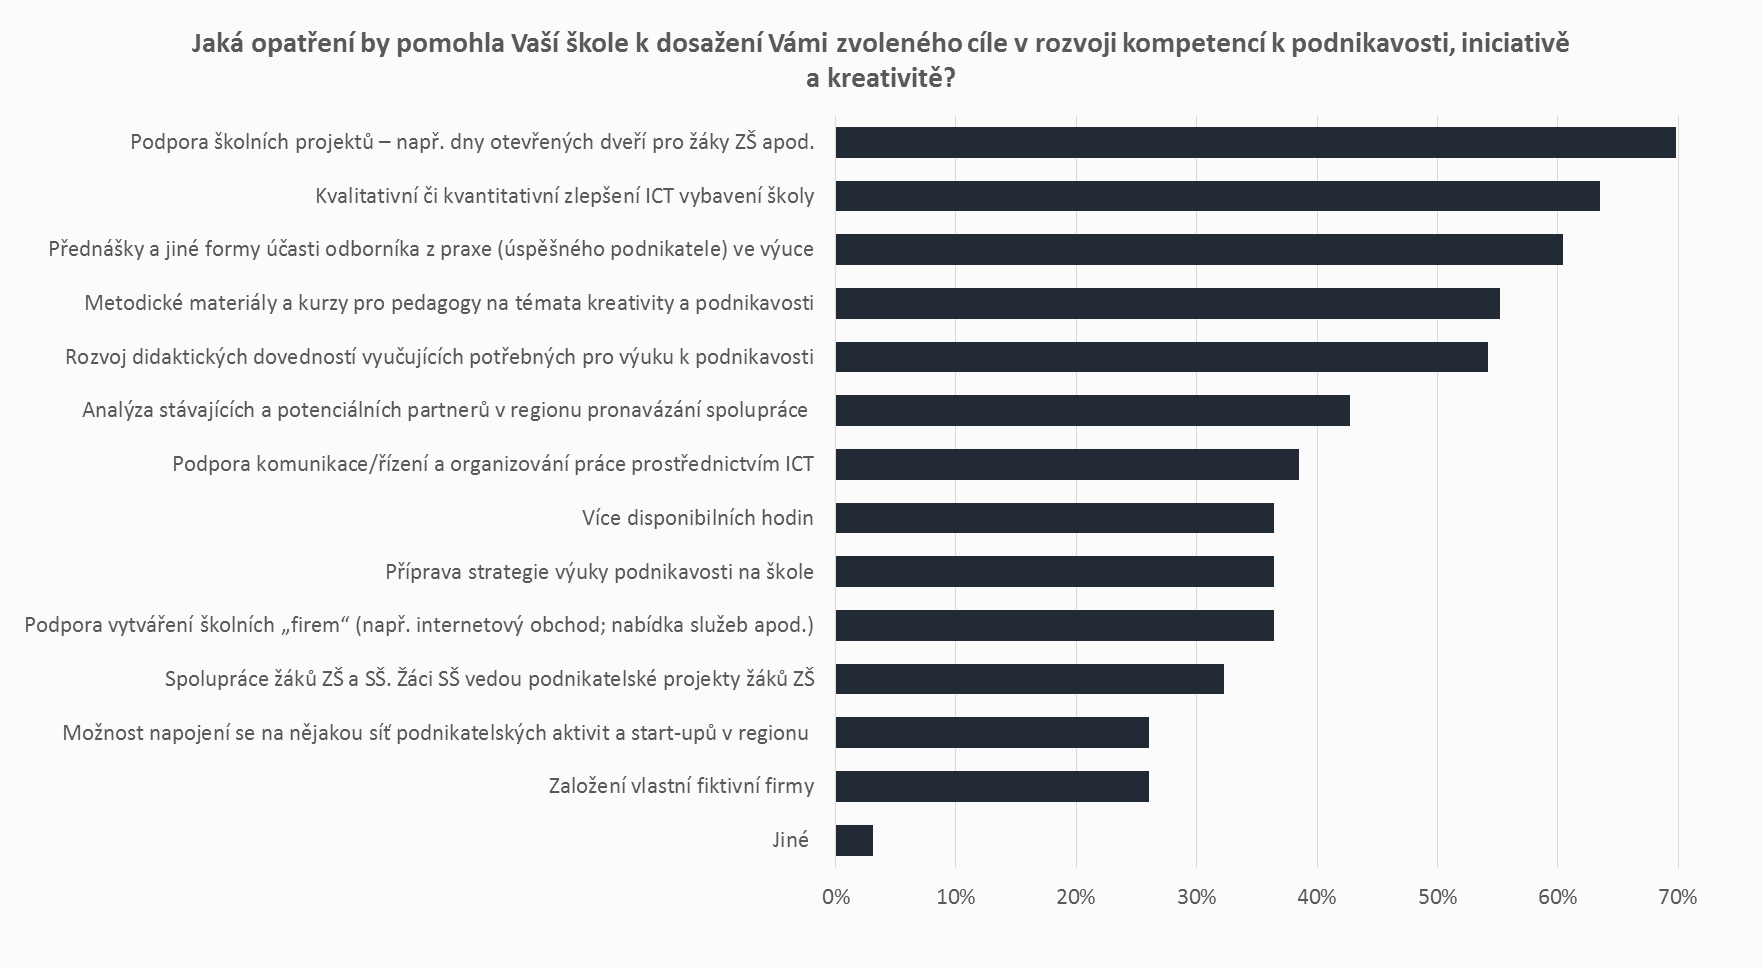 Jaká opatření by pomohla Vaší škole k dosažení Vámi zvoleného cíle v rozvoji kompetencí k podnikavosti, iniciativě
a kreativitě?
Podpora školních projektů – např. dny otevřených dveří pro žáky ZŠ apod.
Kvalitativní či kvantitativní zlepšení ICT vybavení školy
Přednášky a jiné formy účasti odborníka z praxe (úspěšného podnikatele) ve výuce
Metodické materiály a kurzy pro pedagogy na témata kreativity a podnikavosti
Rozvoj didaktických dovedností vyučujících potřebných pro výuku k podnikavosti
Analýza stávajících a potenciálních partnerů v regionu pronavázání spolupráce
Podpora komunikace/řízení a organizování práce prostřednictvím ICT
Více disponibilních hodin
Příprava strategie výuky podnikavosti na škole
Podpora vytváření školních „firem“ (např. internetový obchod; nabídka služeb apod.)
Spolupráce žáků ZŠ a SŠ. Žáci SŠ vedou podnikatelské projekty žáků ZŠ
Možnost napojení se na nějakou síť podnikatelských aktivit a start-upů v regionu
Založení vlastní fiktivní firmy
Jiné
0% 10% 20% 30% 40% 50% 60% 70%